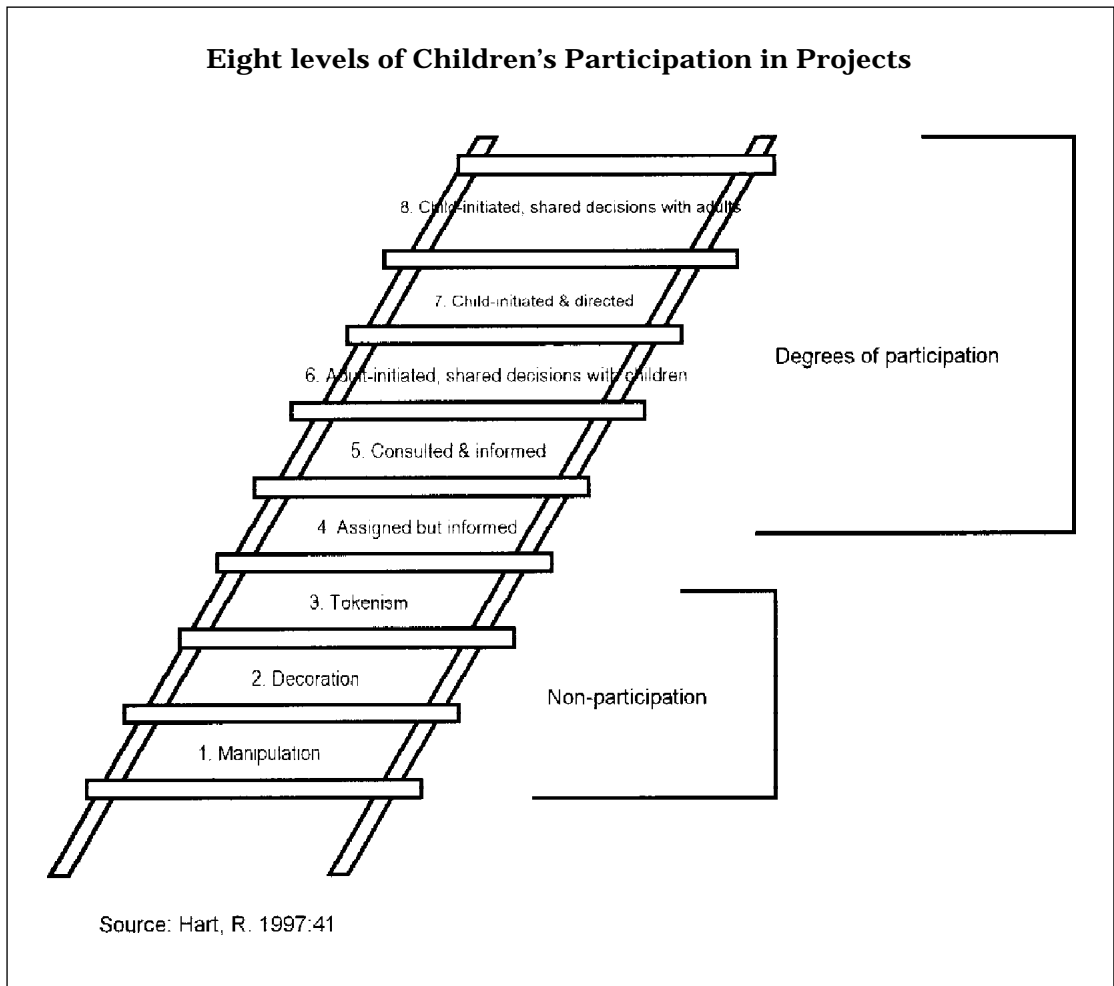 Eight levels of Children's Participation in Projects
8. Child-initiated, shared decisions with adults
7. Child-initiated & directed
Degrees of participation
6. Adult-initiated, shared decisions with children
5. Consulted & informed
4. Assigned but informed
3. Tokenism
2. Decoration
Non-participation
1. Manipulation
Source: Hart, R. 1997:41